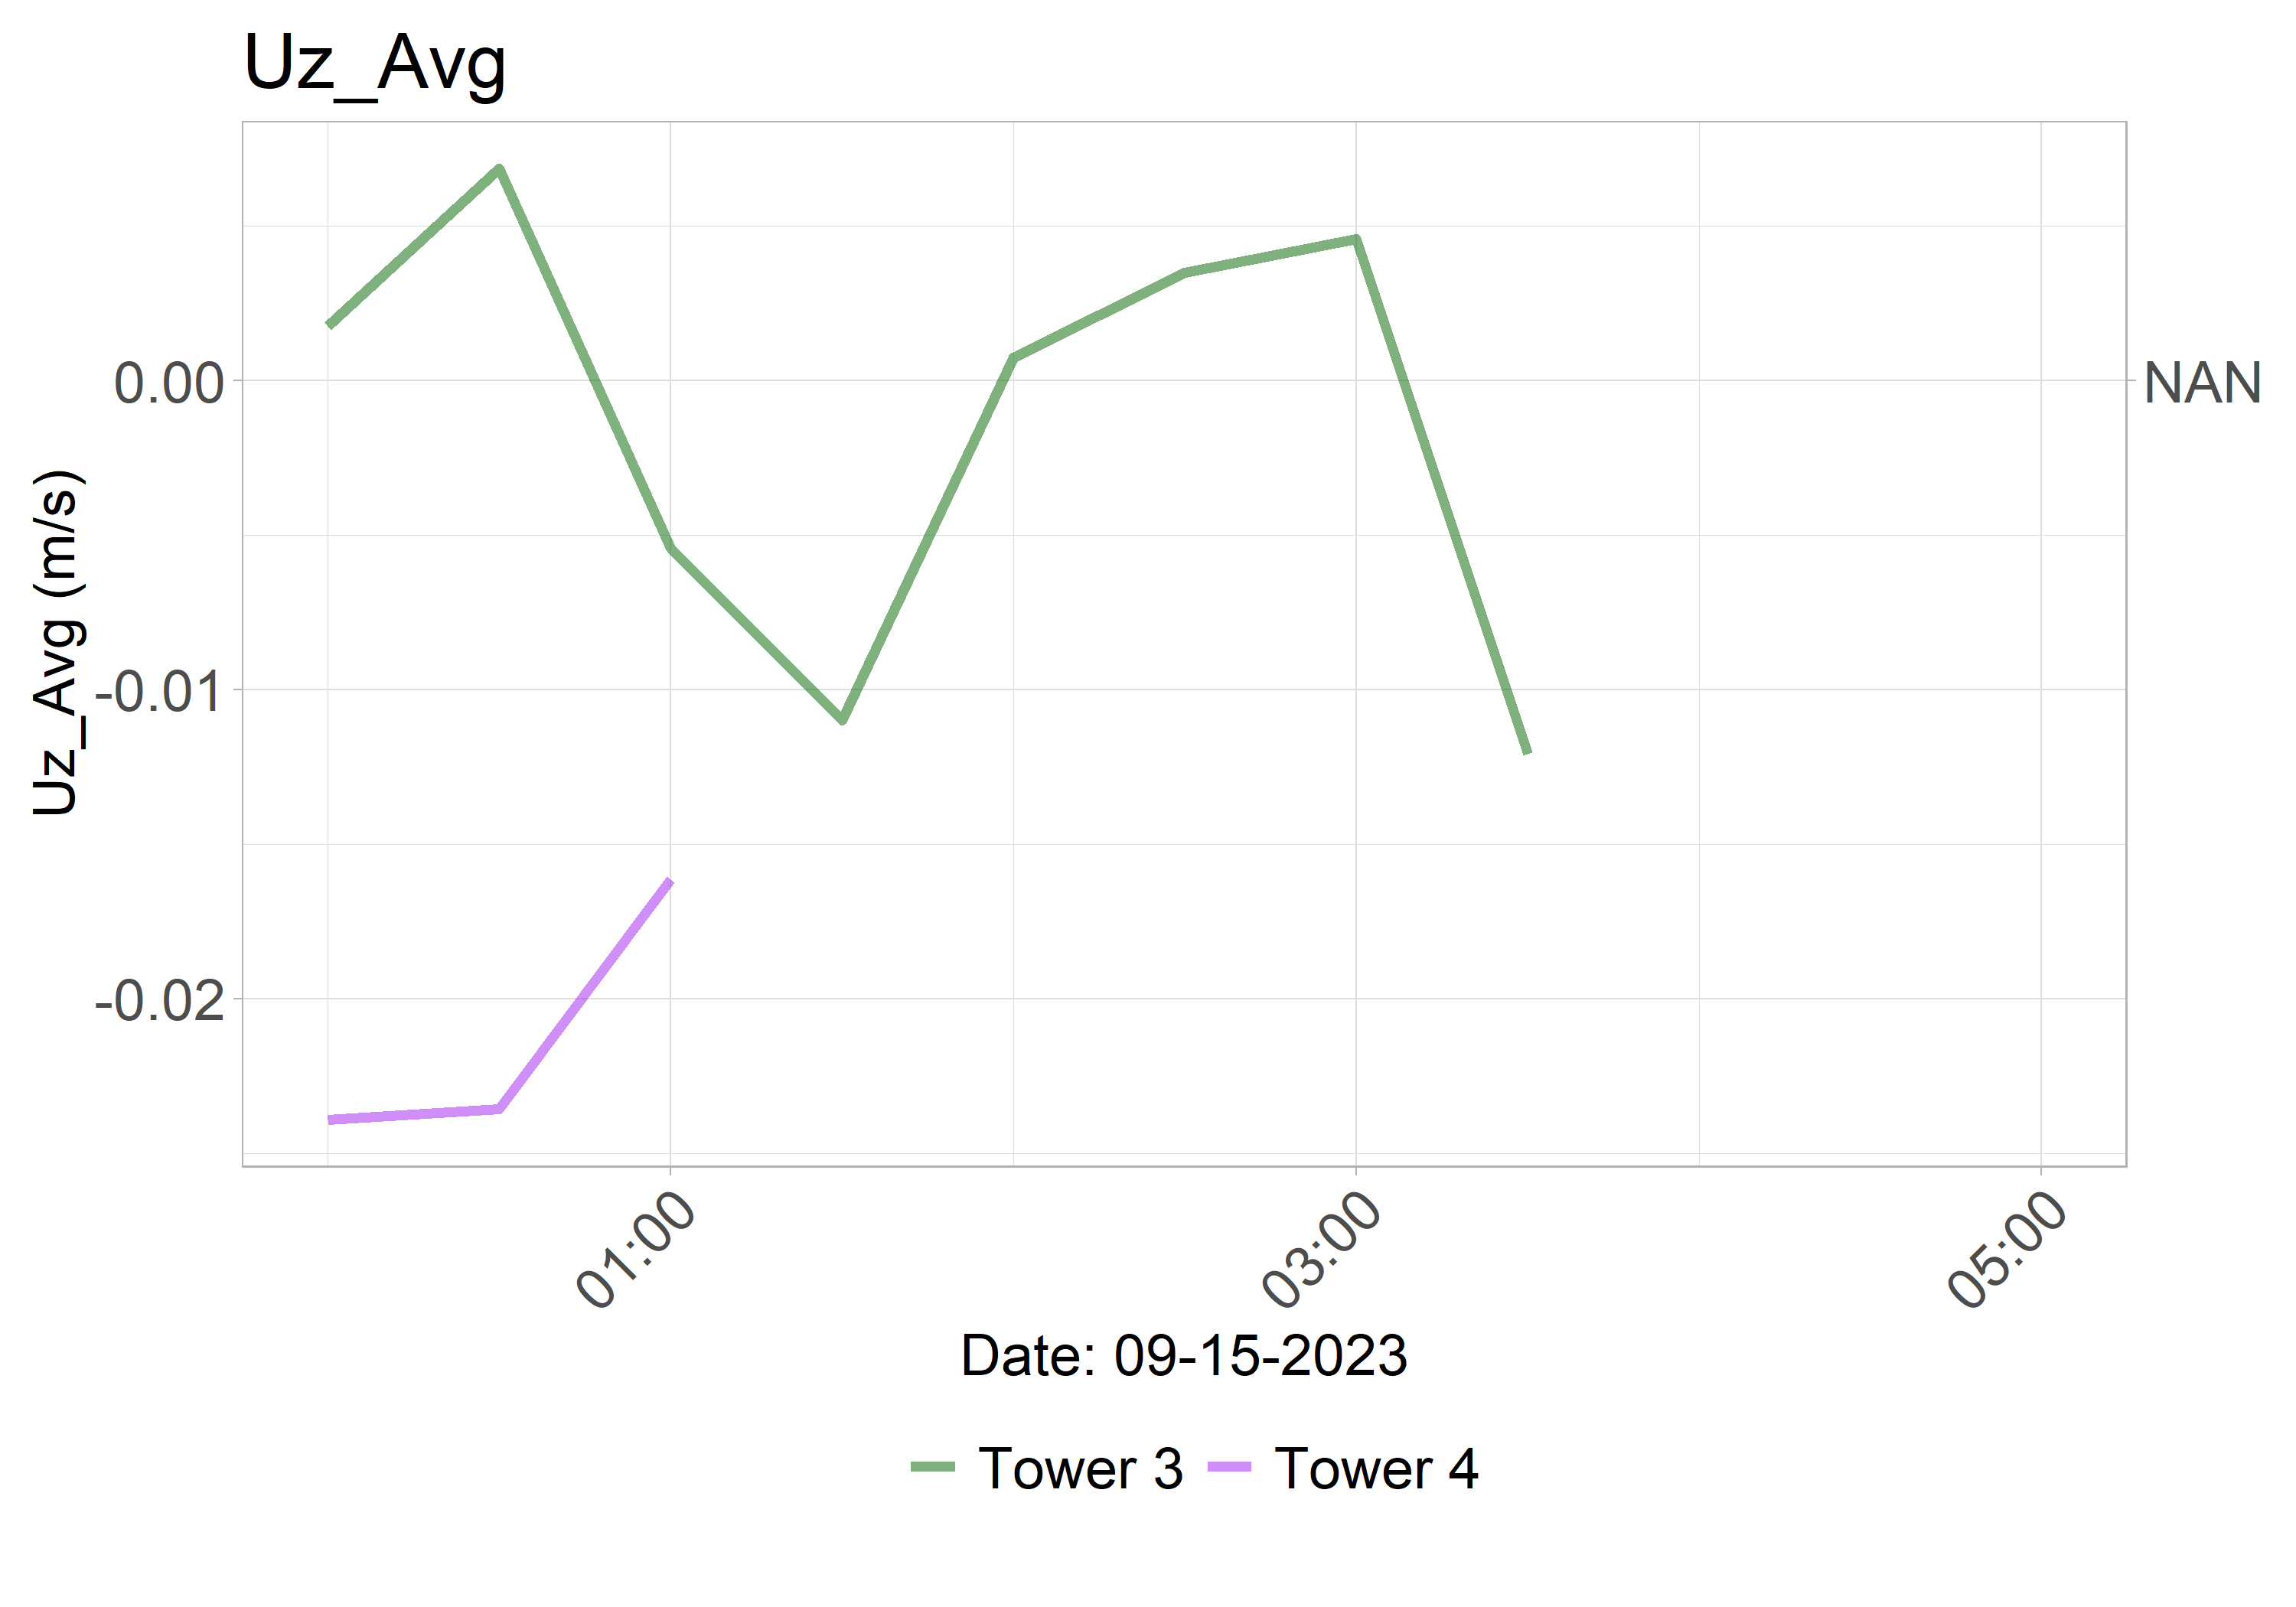 Uz_Avg
Uz_Avg (m/s)
0.00
-0.01
-0.02
NAN
01:00
03:00
05:00
Date: 09-15-2023
Tower 3
Tower 4